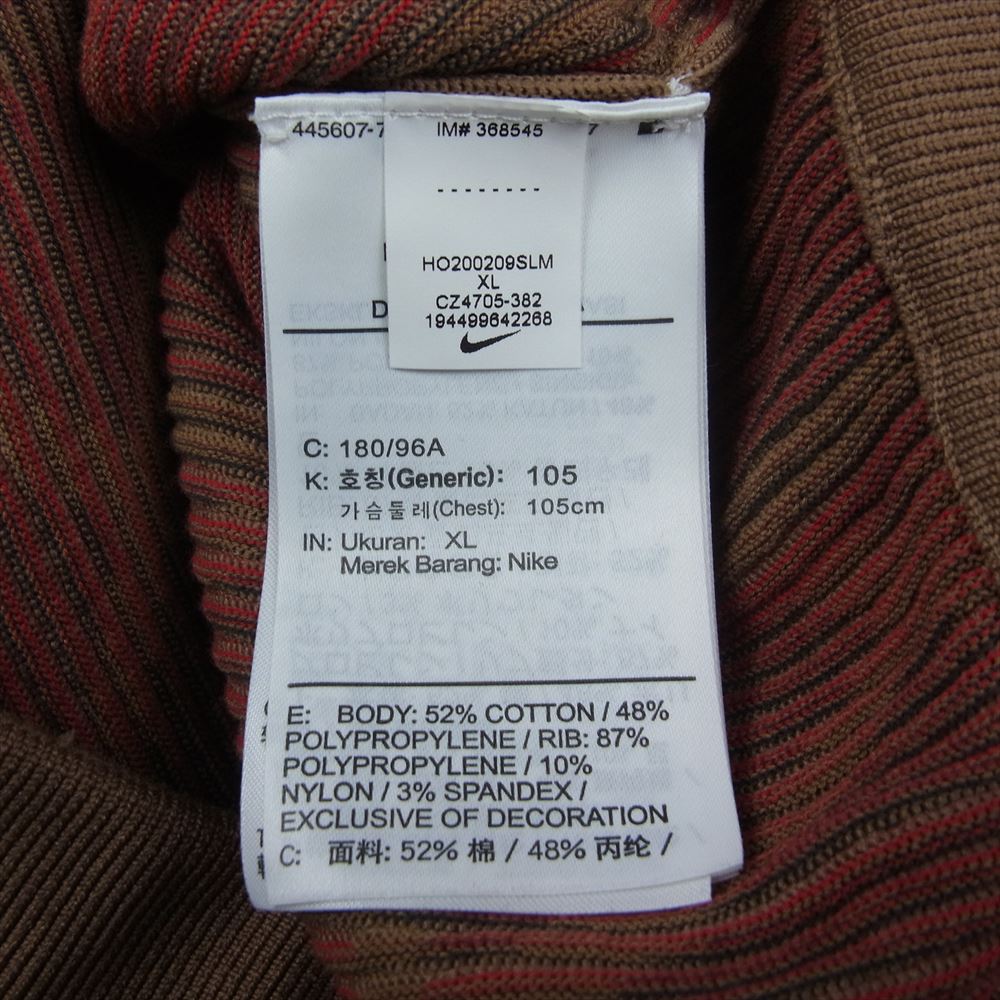 445607-7
IM# 368545
7
--------
HO200209SLM
XL
CZ4705-382
194499642268
C: 180/96A
K: 호칭(Generic): 105
가슴둘레(Chest): 105cm
IN: Ukuran: XL
Merek Barang: Nike
E: BODY: 52% COTTON / 48%
POLYPROPYLENE / RIB: 87%
POLYPROPYLENE / 10%
NYLON / 3% SPANDEX /
EXCLUSIVE OF DECORATION
C: 面料: 52% 棉 / 48% 丙纶 /